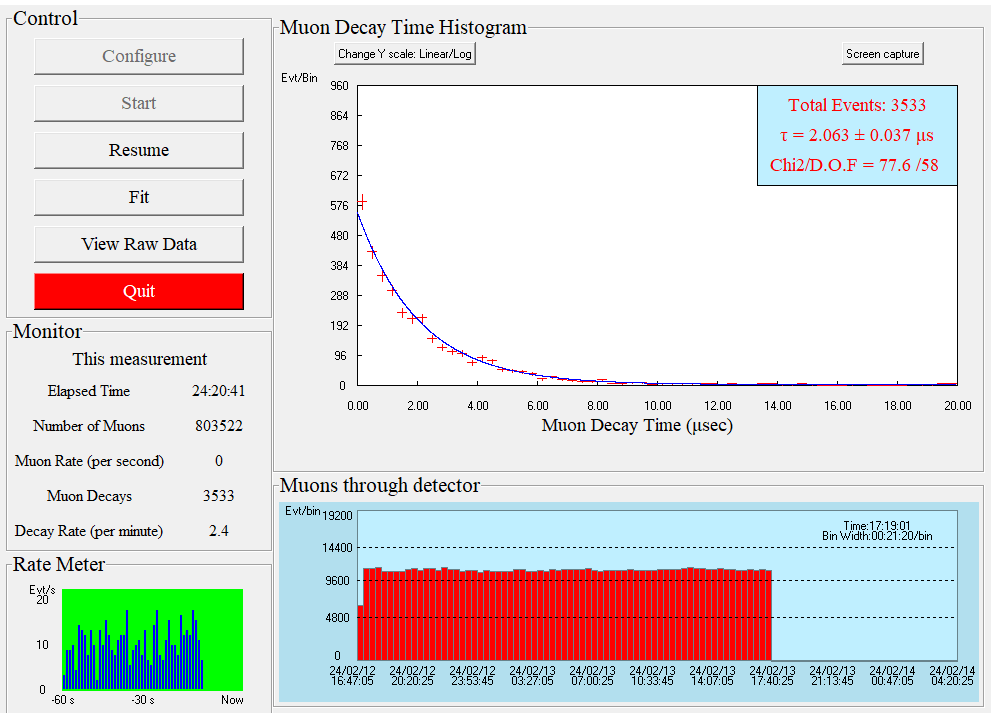 Control
Configure
Start
Resume
Fit
View Raw Data
Quit
Monitor
This measurement
Elapsed Time 24:20:41
Number of Muons 803522
Muon Rate (per second) 0
Muon Decays 3533
Decay Rate (per minute) 2.4
Rate Meter
Evt/s
20
10
0
-60 s -30 s Now
Muon Decay Time Histogram
Change Y scale: Linear/Log Screen capture
Evt/Bin
960
864
768
672
576
480
384
288
192
96
0
Total Events: 3533
τ = 2.063 ± 0.037 μs
Chi2/D.O.F = 77.6 /58
0.00 2.00 4.00 6.00 8.00 10.00 12.00 14.00 16.00 18.00 20.00
Muon Decay Time (μsec)
Muons through detector
Evt/bin
19200
14400
9600
4800
0
Time:17:19:01
Bin Width:00:21:20/bin
24/02/12 24/02/12 24/02/12 24/02/13 24/02/13 24/02/13 24/02/13 24/02/13 24/02/13 24/02/14 24/02/14
16:47:05 20:20:25 23:53:45 03:27:05 07:00:25 10:33:45 14:07:05 17:40:25 21:13:45 00:47:05 04:20:25